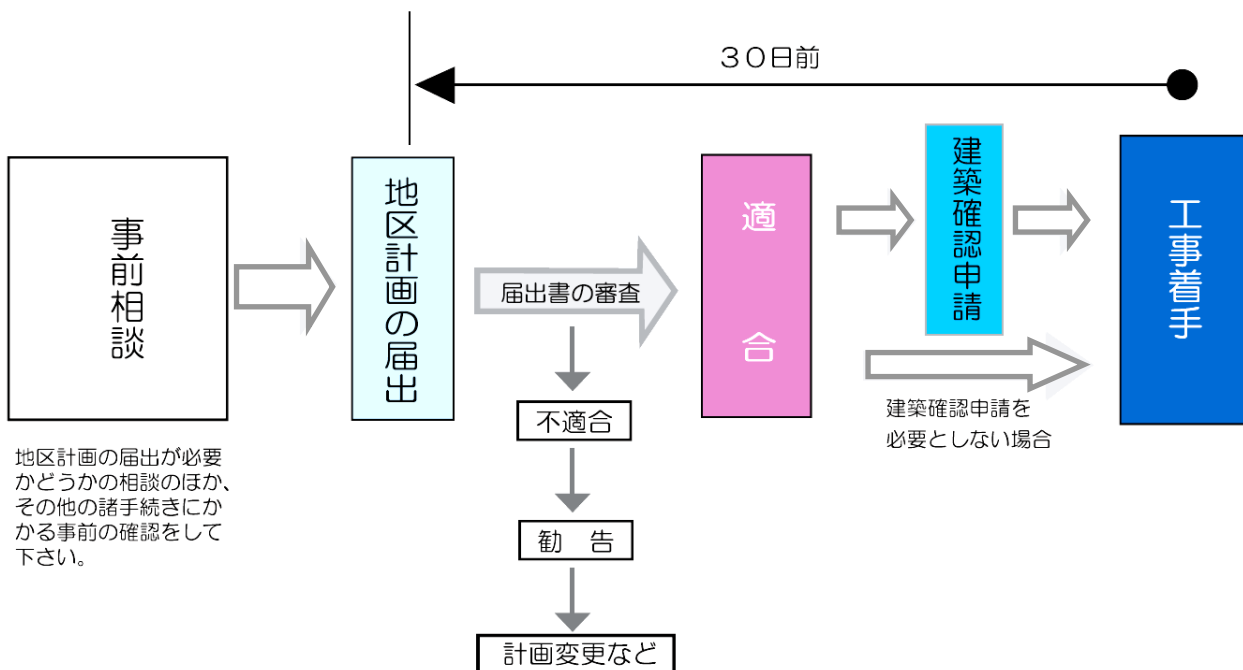 30日前
事前相談
地区計画の届出が必要
かどうかの相談のほか、
その他の諸手続きにか
かる事前の確認をして
下さい。
地区計画の届出
届出書の審査
不適合
勧　告
計画変更など
適合
建築確認申請
建築確認申請を
必要としない場合
工事着手